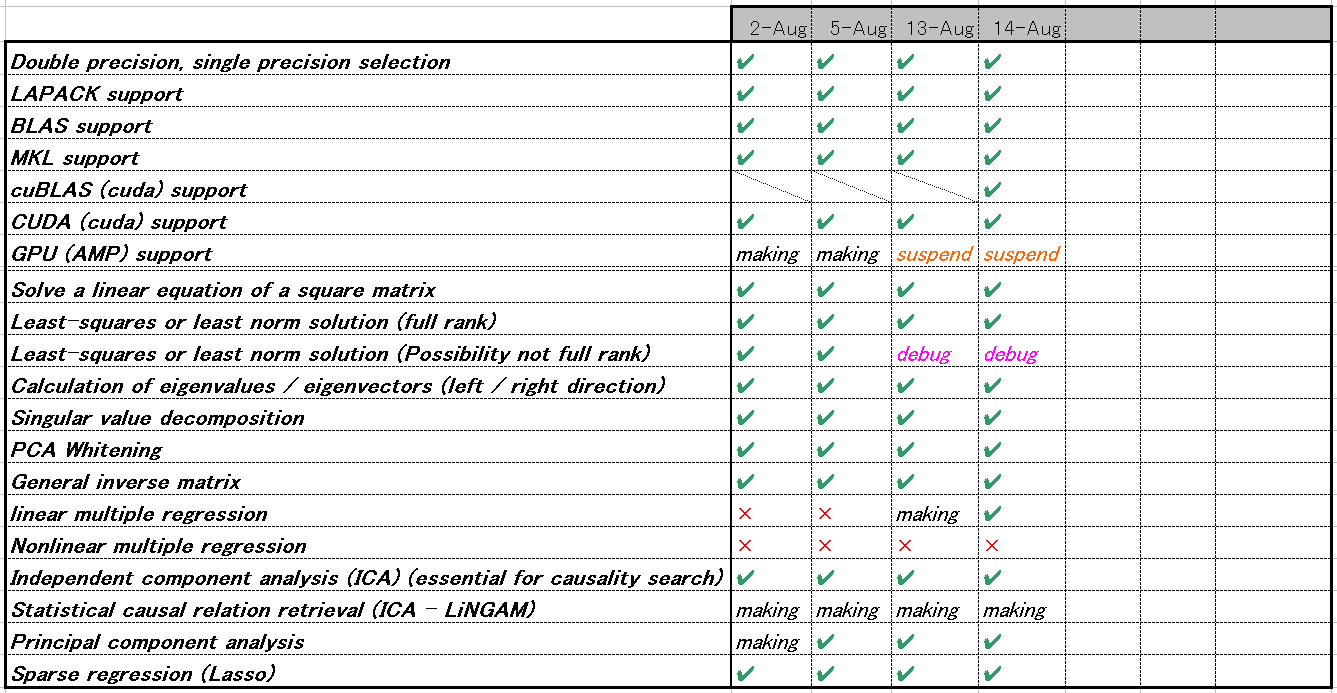 2-Aug 5-Aug 13-Aug 14-Aug
Double precision, single precision selection ✔ ✔ ✔ ✔
LAPACK support ✔ ✔ ✔ ✔
BLAS support ✔ ✔ ✔ ✔
MKL support ✔ ✔ ✔ ✔
cuBLAS (cuda) support ✔
CUDA (cuda) support ✔ ✔ ✔ ✔
GPU (AMP) support making making suspend suspend
Solve a linear equation of a square matrix ✔ ✔ ✔ ✔
Least-squares or least norm solution (full rank) ✔ ✔ ✔ ✔
Least-squares or least norm solution (Possibility not full rank) ✔ ✔ debug debug
Calculation of eigenvalues / eigenvectors (left / right direction) ✔ ✔ ✔ ✔
Singular value decomposition ✔ ✔ ✔ ✔
PCA Whitening ✔ ✔ ✔ ✔
General inverse matrix ✔ ✔ ✔ ✔
linear multiple regression × × making ✔
Nonlinear multiple regression × × × ×
Independent component analysis (ICA) (essential for causality search) ✔ ✔ ✔ ✔
Statistical causal relation retrieval (ICA - LiNGAM) making making making making
Principal component analysis making ✔ ✔ ✔
Sparse regression (Lasso) ✔ ✔ ✔ ✔